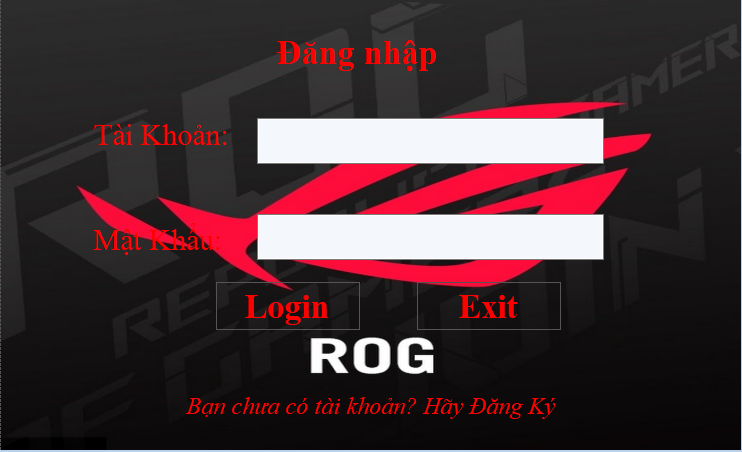 Đăng nhập
Tài Khoản:
Mật Khẩu:
Login
Exit
ROG
Bạn chưa có tài khoản? Hãy Đăng Ký